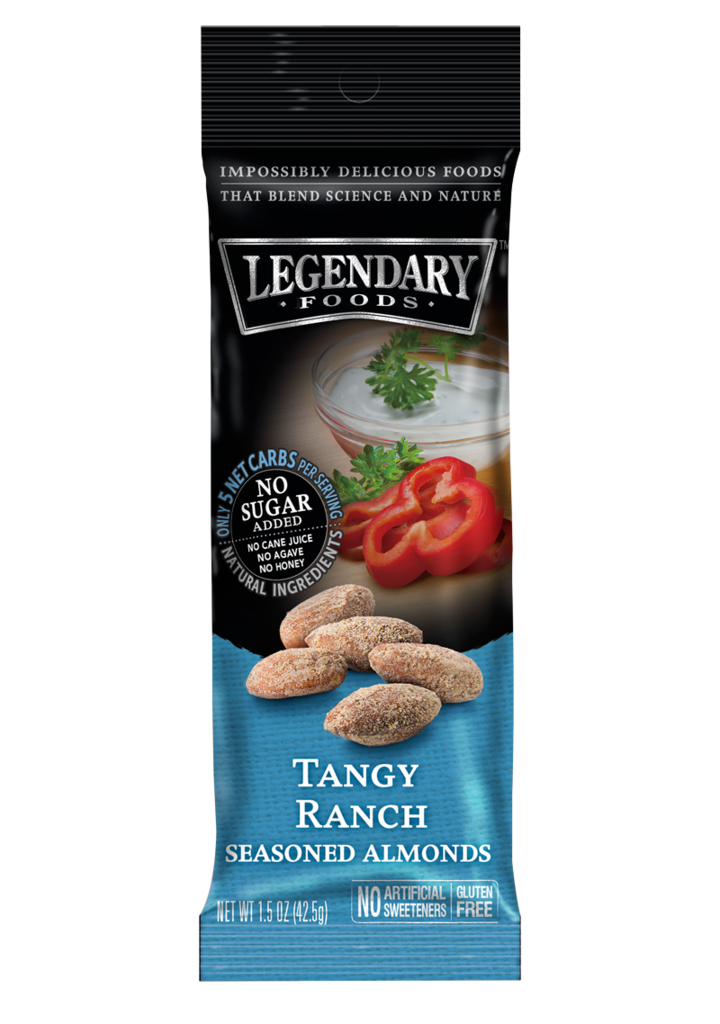 IMPOSSIBLY DELICIOUS FOODS
THAT BLEND SCIENCE AND NATURE
LEGENDARY™
• FOODS •
ONLY 5 NET CARBS PER SERVING
NO
SUGAR
ADDED
NO CANE JUICE
NO AGAVE
NO HONEY
NATURAL INGREDIENTS
TANGY
RANCH
SEASONED ALMONDS
NET WT 1.5 OZ (42.5g)
NO ARTIFICIAL SWEETENERS
GLUTEN FREE